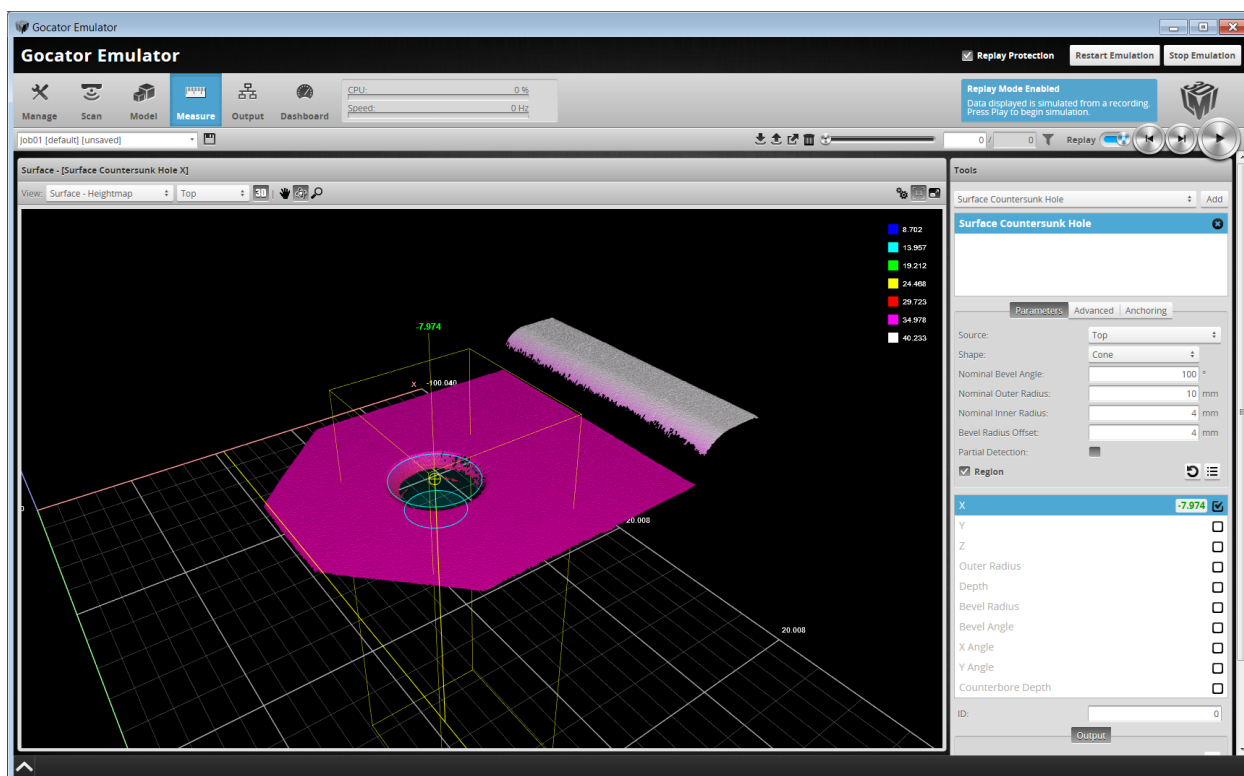 Gocator Emulator
Gocator Emulator
Replay Protection
Restart Emulation
Stop Emulation
Manage
Scan
Model
Measure
Output
Dashboard
CPU: 0 %
Speed: 0 Hz
Replay Mode Enabled
Data displayed is simulated from a recording.
Press Play to begin simulation.
Job01 [default] [unsaved]
0 / 0
Replay
Surface - [Surface Countersunk Hole X]
View: Surface - Heightmap
Top
3D
8.702
13.957
19.212
24.468
29.723
34.978
40.233
-7.974
X
-100.040
20.008
20.008
Tools
Surface Countersunk Hole
Add
Surface Countersunk Hole
Parameters Advanced Anchoring
Source: Top
Shape: Cone
Nominal Bevel Angle: 100 °
Nominal Outer Radius: 10 mm
Nominal Inner Radius: 4 mm
Bevel Radius Offset: 4 mm
Partial Detection:
Region
X -7.974
Y
Z
Outer Radius
Depth
Bevel Radius
Bevel Angle
X Angle
Y Angle
Counterbore Depth
ID: 0
Output